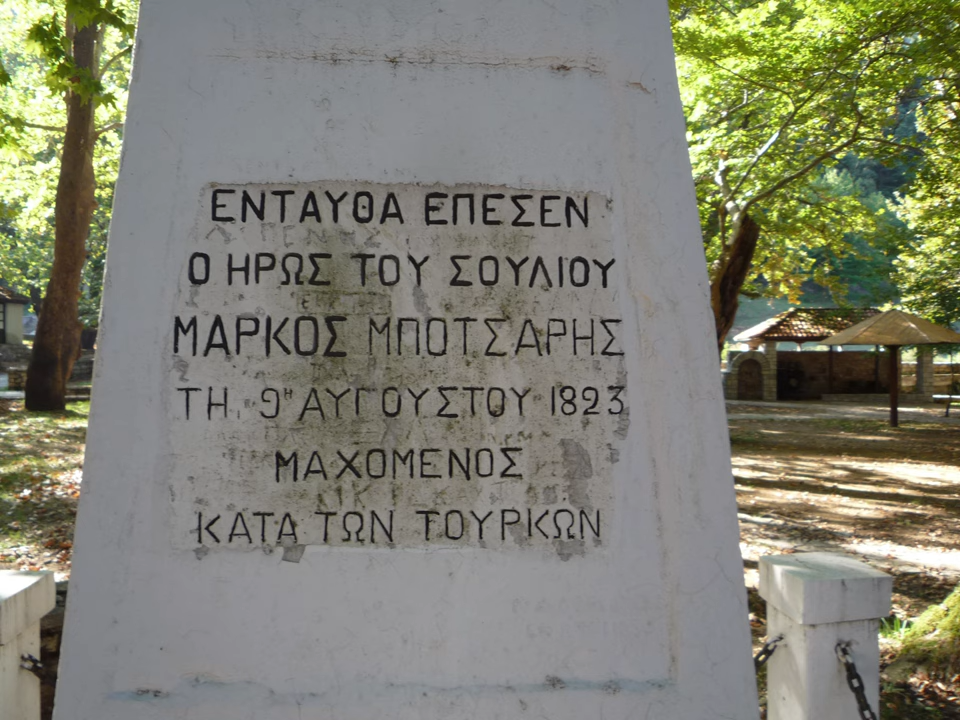 ΕΝΤΑΥΘΑ ΕΠΕΣΕΝ
Ο ΗΡΩΣ ΤΟΥ ΣΟΥΛΙΟΥ
ΜΑΡΚΟΣ ΜΠΟΤΣΑΡΗΣ
ΤΗ. 9Η ΑΥΓΟΥΣΤΟΥ 1823
ΜΑΧΟΜΕΝΟΣ
ΚΑΤΑ ΤΩΝ ΤΟΥΡΚΩΝ